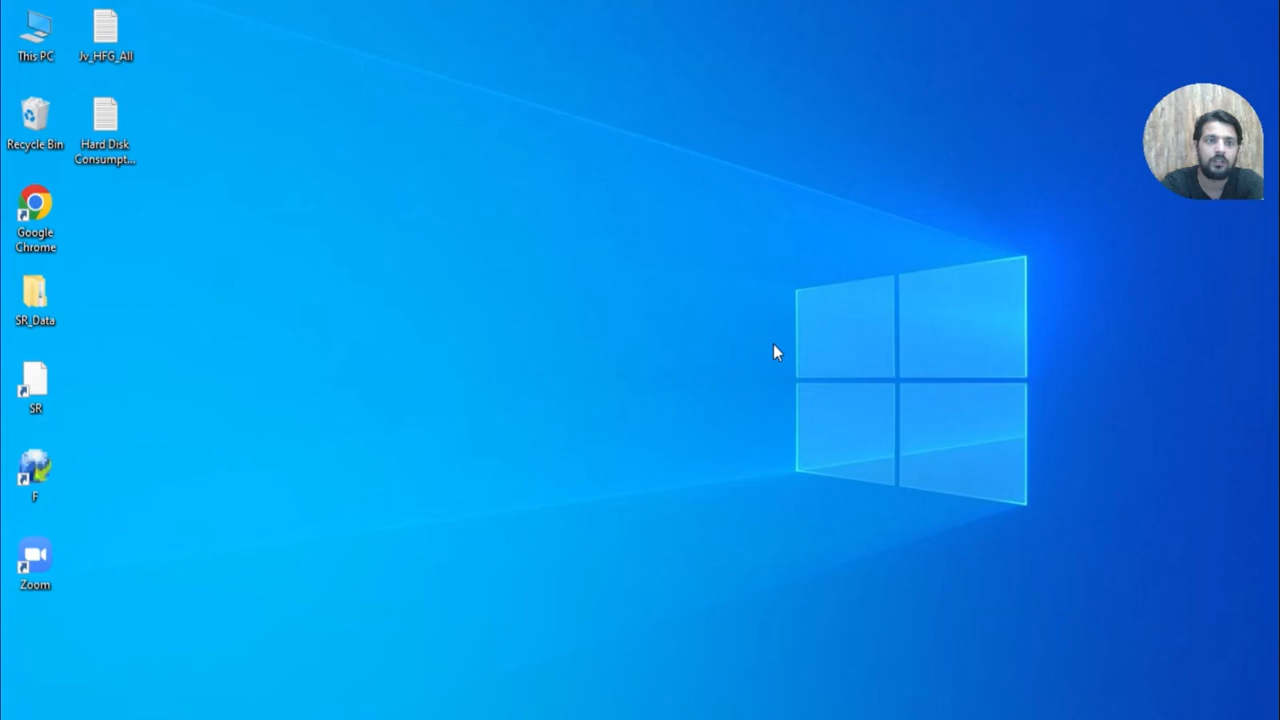 This PC
Jv_HFG_All
Recycle Bin
Hard Disk
Consumpt...
Google
Chrome
SR_Data
SR
F
Zoom